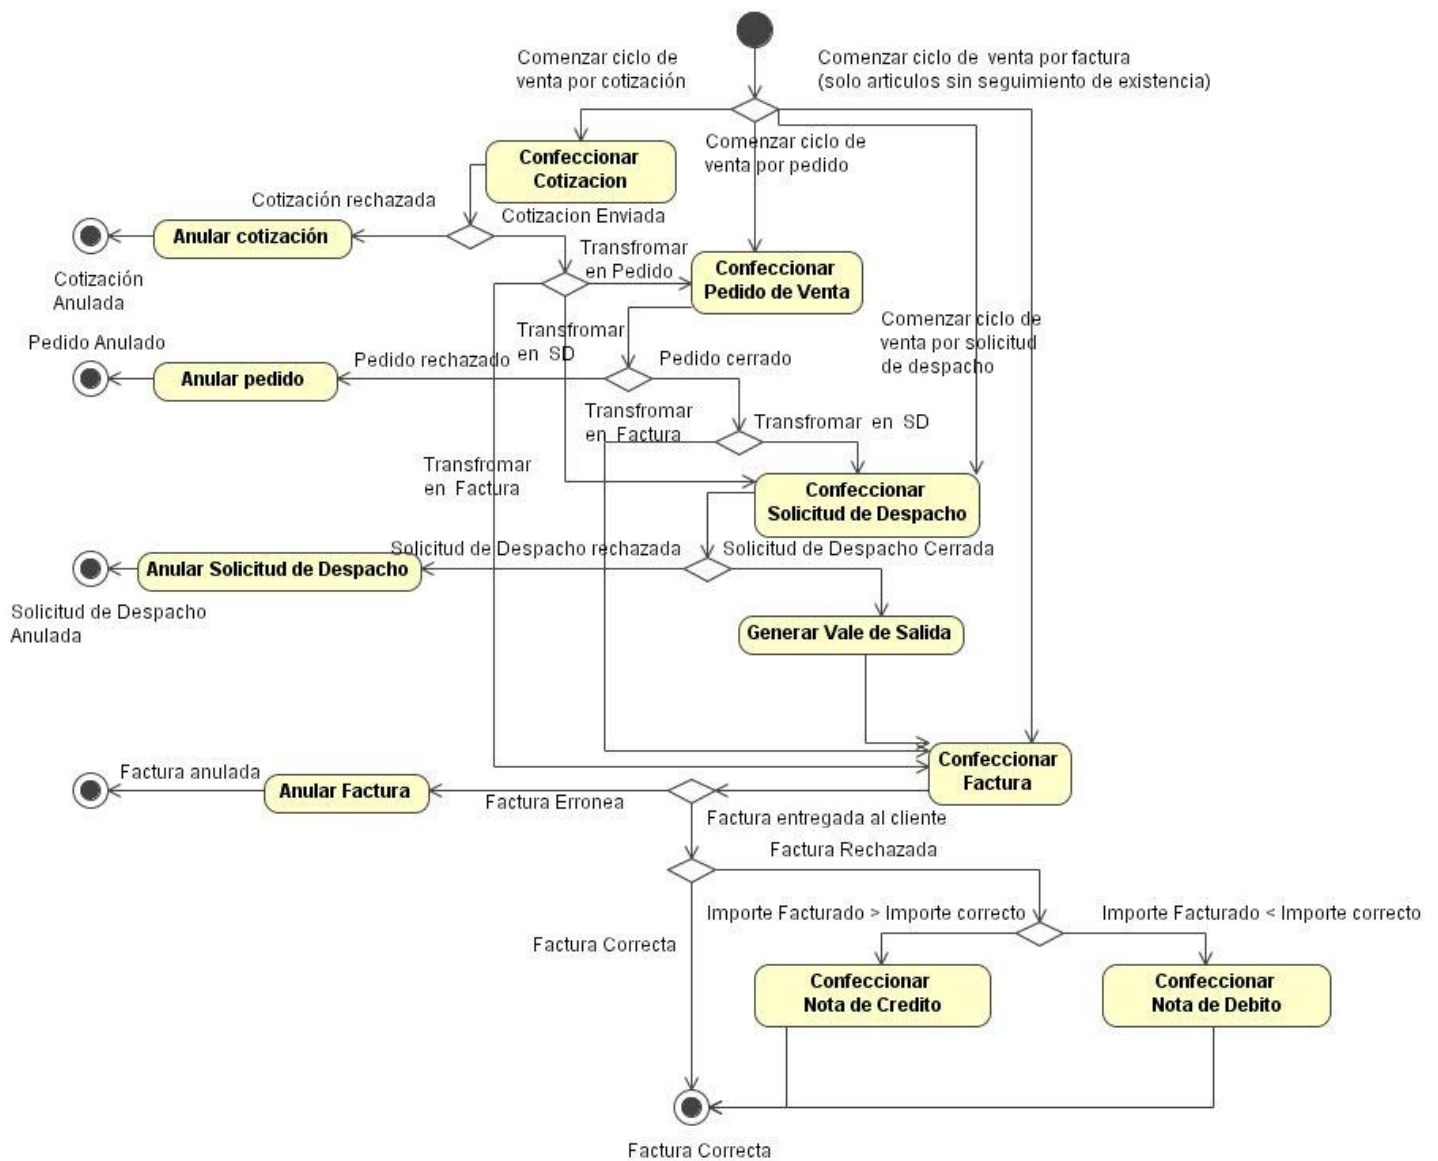 Comenzar ciclo de
venta por cotización
Comenzar ciclo de venta por factura
(solo articulos sin seguimiento de existencia)
Comenzar ciclo de
venta por pedido
Confeccionar
Cotizacion
Cotización rechazada
Cotizacion Enviada
Anular cotización
Cotización
Anulada
Transfromar
en Pedido
Confeccionar
Pedido de Venta
Comenzar ciclo de
venta por solicitud
de despacho
Transfromar
en SD
Pedido Anulado
Pedido rechazado
Pedido cerrado
Anular pedido
Transfromar
en Factura
Transfromar en SD
Transfromar
en Factura
Confeccionar
Solicitud de Despacho
Solicitud de Despacho rechazada
Solicitud de Despacho Cerrada
Anular Solicitud de Despacho
Solicitud de Despacho
Anulada
Generar Vale de Salida
Confeccionar
Factura
Factura anulada
Anular Factura
Factura Erronea
Factura entregada al cliente
Factura Rechazada
Importe Facturado > Importe correcto
Importe Facturado < Importe correcto
Factura Correcta
Confeccionar
Nota de Credito
Confeccionar
Nota de Debito
Factura Correcta